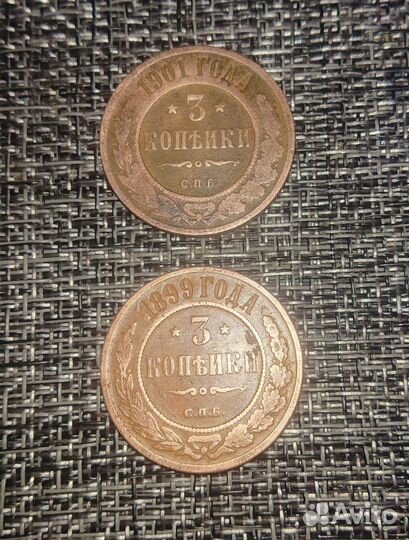 1901 ГОДА
3
КОПѢЙКИ
С.П.Б.
1899 ГОДА
3
КОПѢЙКИ
С.П.Б.
Avito